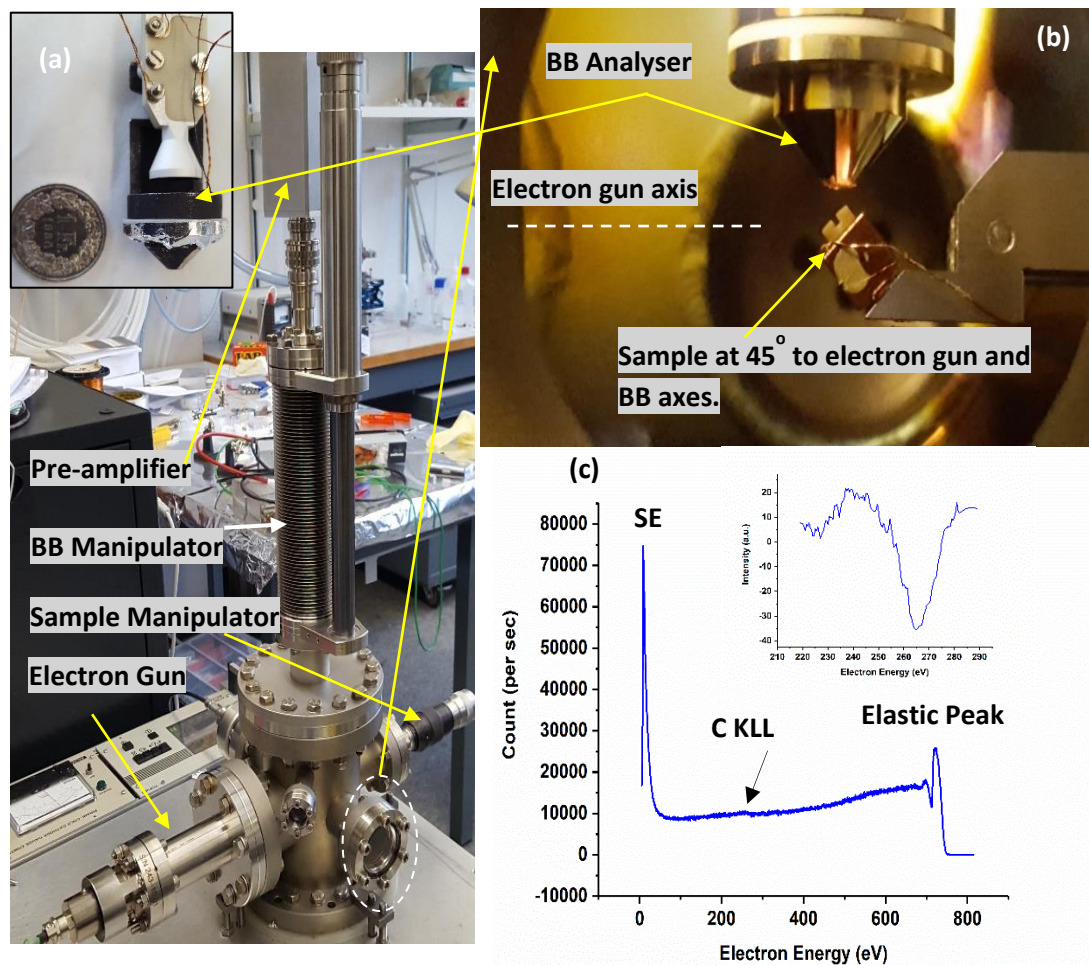 (a)
(b)
BB Analyser
Electron gun axis
Sample at 45° to electron gun and
BB axes.
Pre-amplifier
BB Manipulator
Sample Manipulator
Electron Gun
(c)
SE
C KLL
Elastic Peak
Count (per sec)
80000
70000
60000
50000
40000
30000
20000
10000
0
-10000
0
200
400
600
800
Electron Energy (eV)
Intensity (a.u.)
20
10
0
-10
-20
-30
-40
210
220
230
240
250
260
270
280
290
Electron Energy (eV)